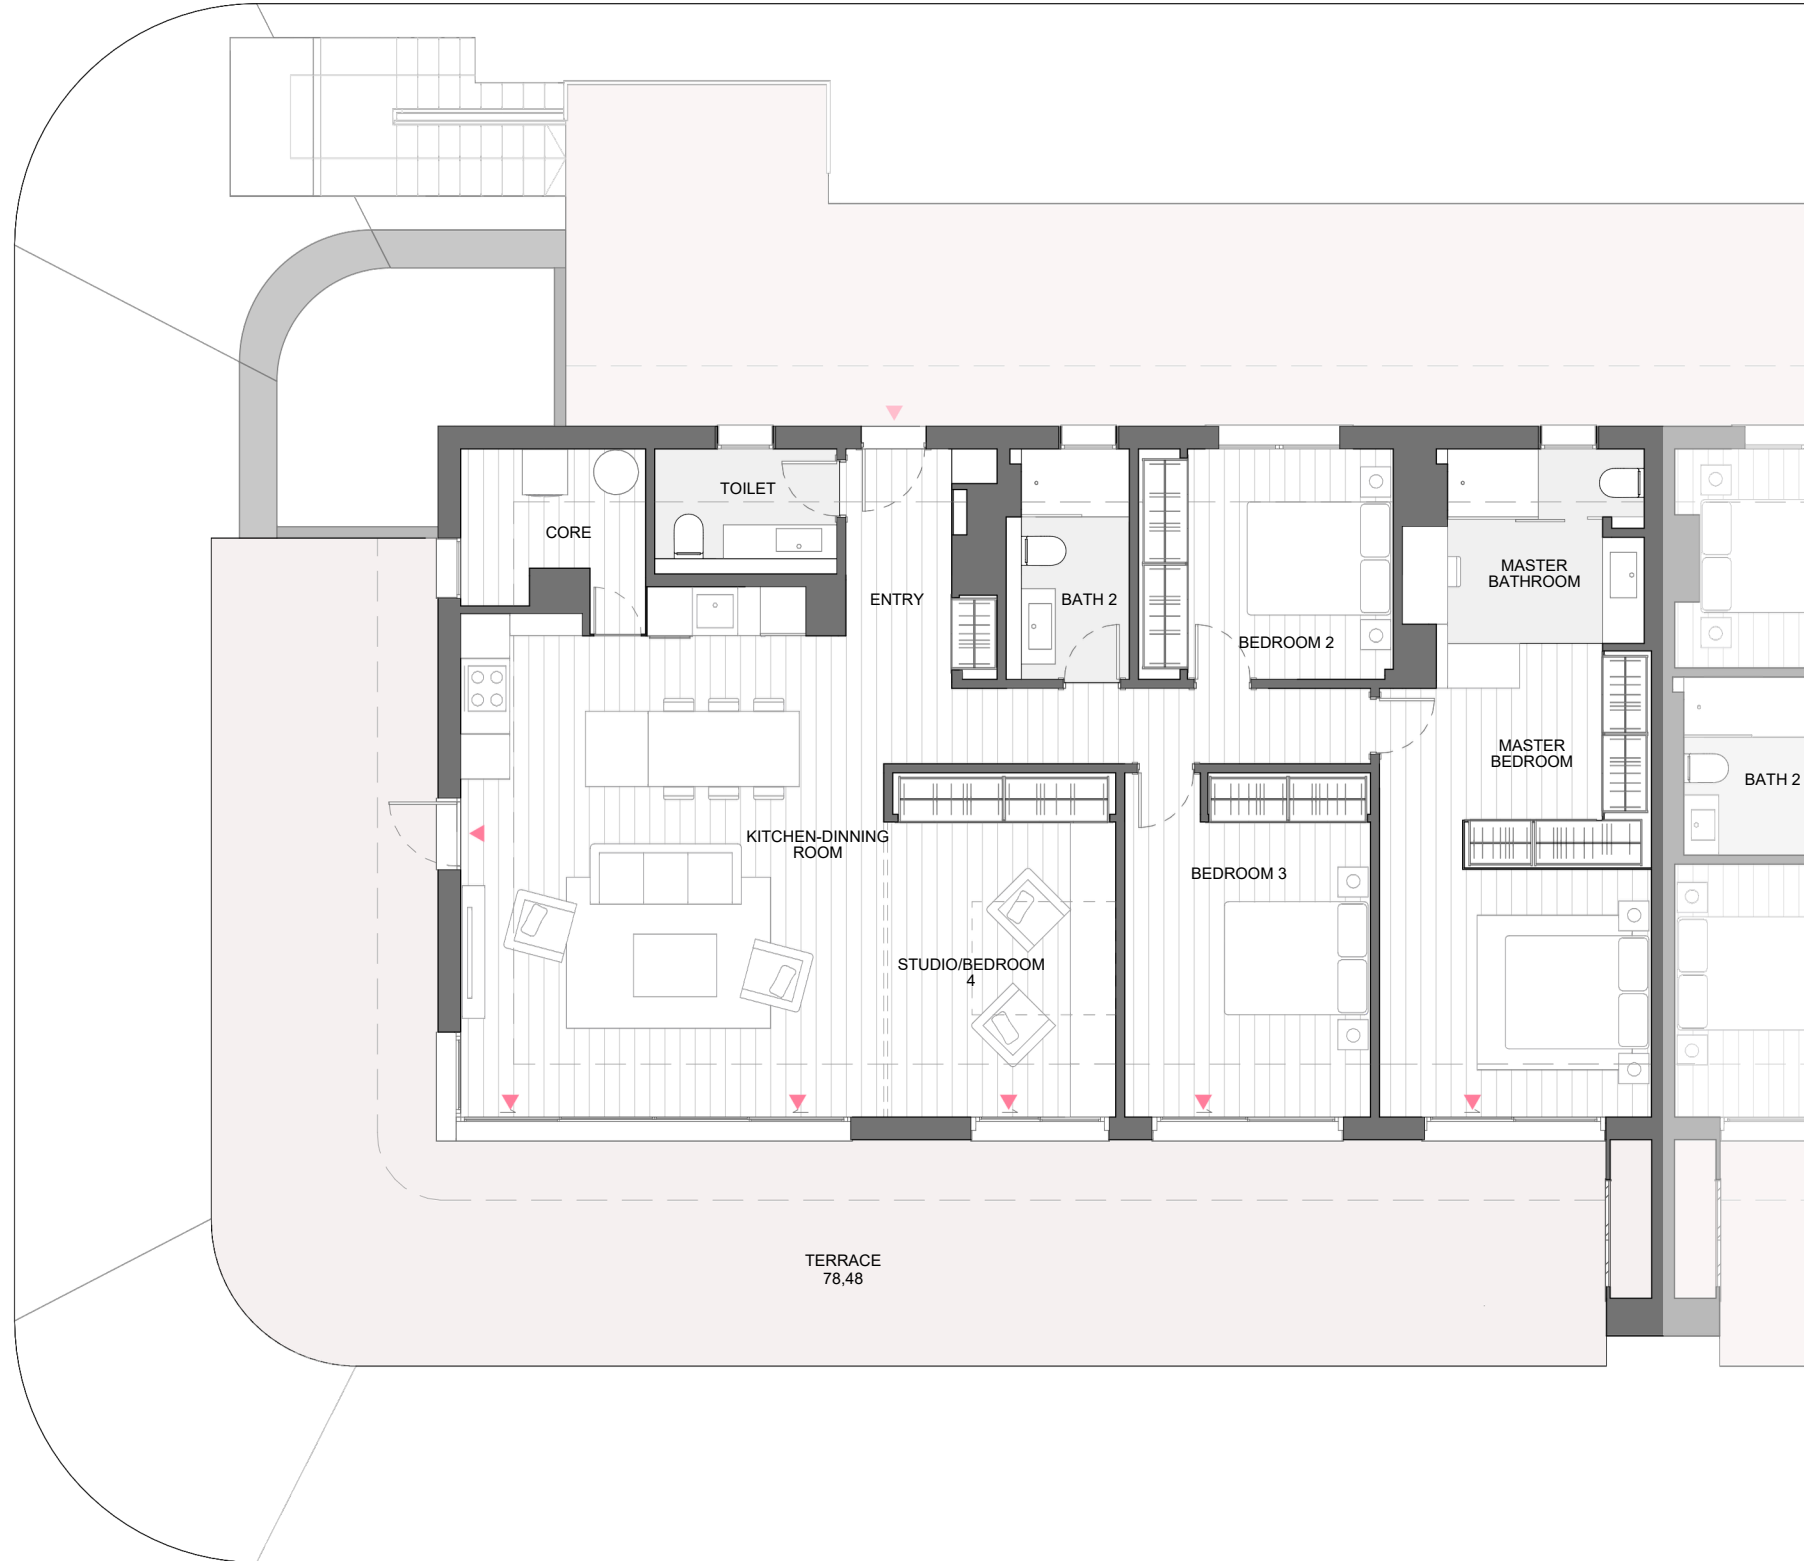 TOILET
CORE
ENTRY
BATH 2
BEDROOM 2
MASTER
BATHROOM
MASTER
BEDROOM
BATH 2
KITCHEN-DINNING
ROOM
BEDROOM 3
STUDIO/BEDROOM
4
TERRACE
78,48